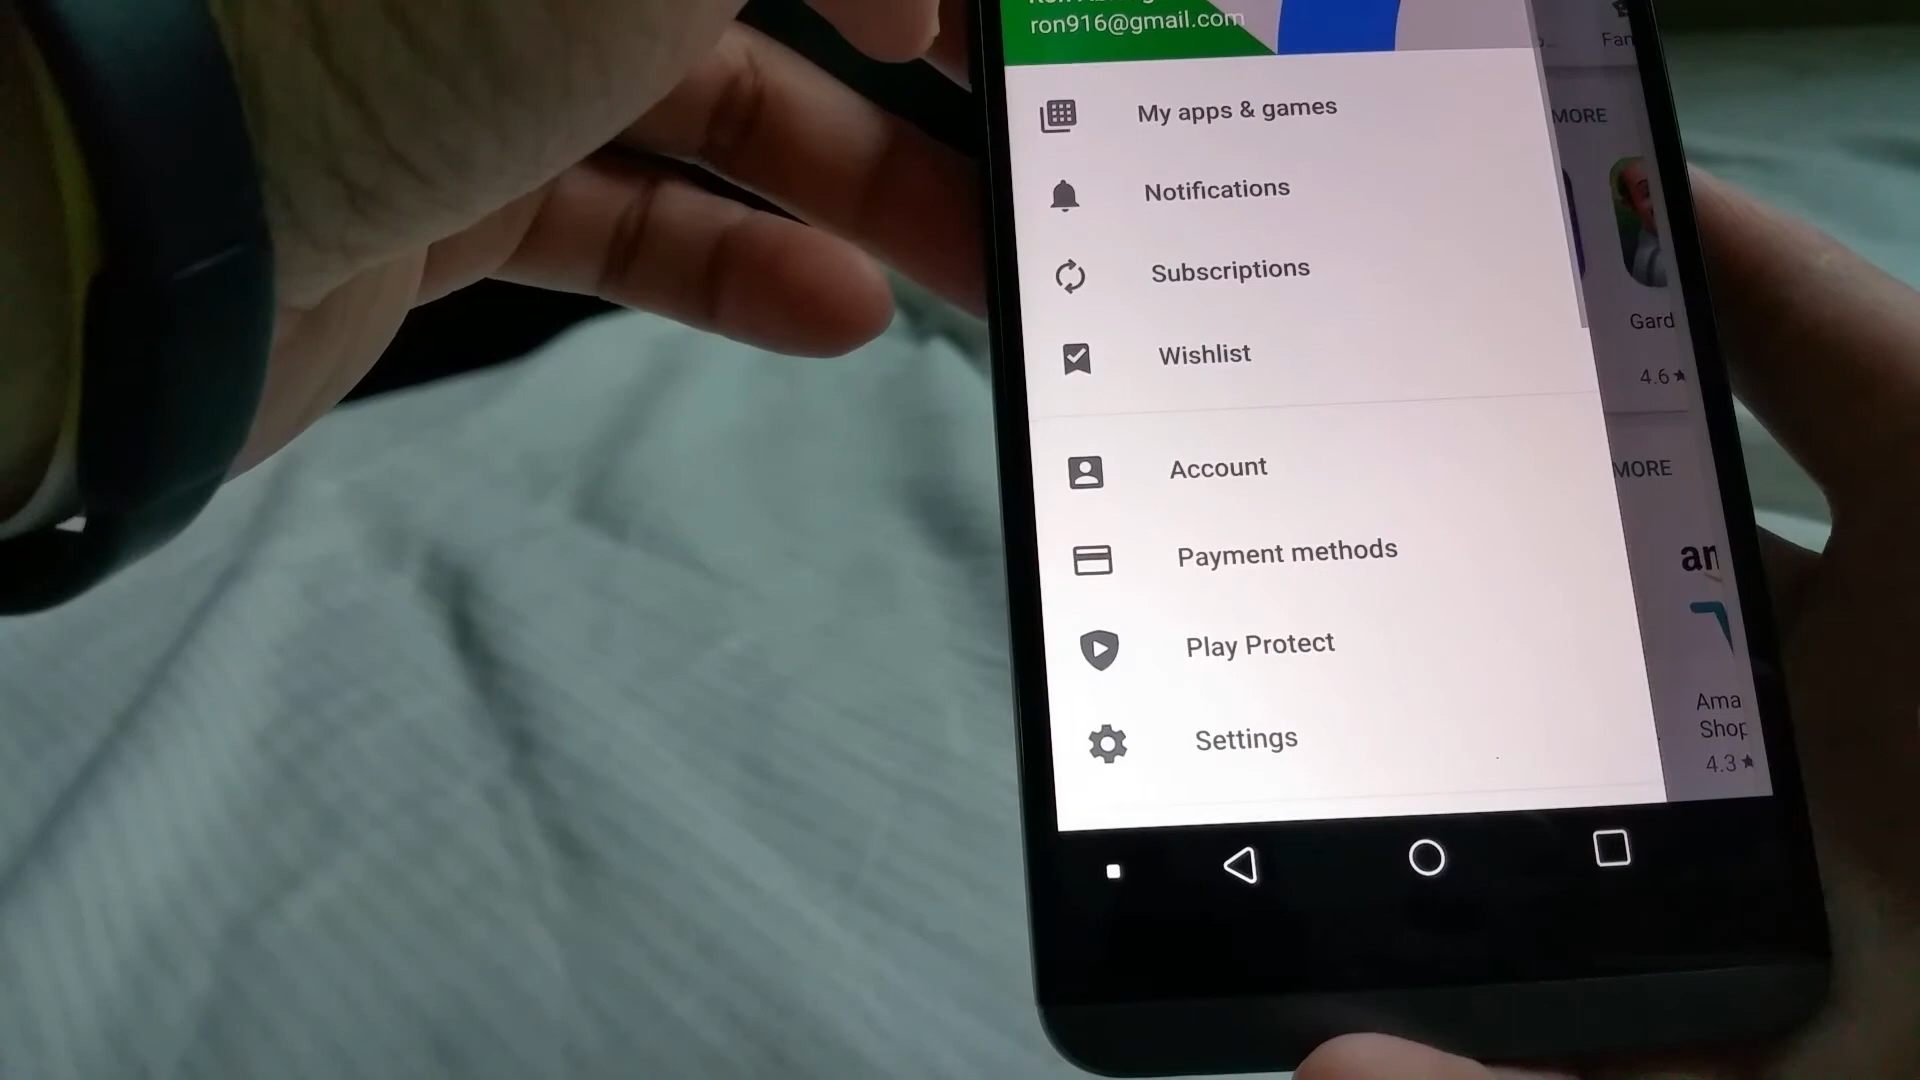 ron916@gmail.com
My apps & games
Notifications
Subscriptions
Wishlist
Account
Payment methods
Play Protect
Settings
MORE
Gard
4.6★
MORE
Ama
Shop
4.3★